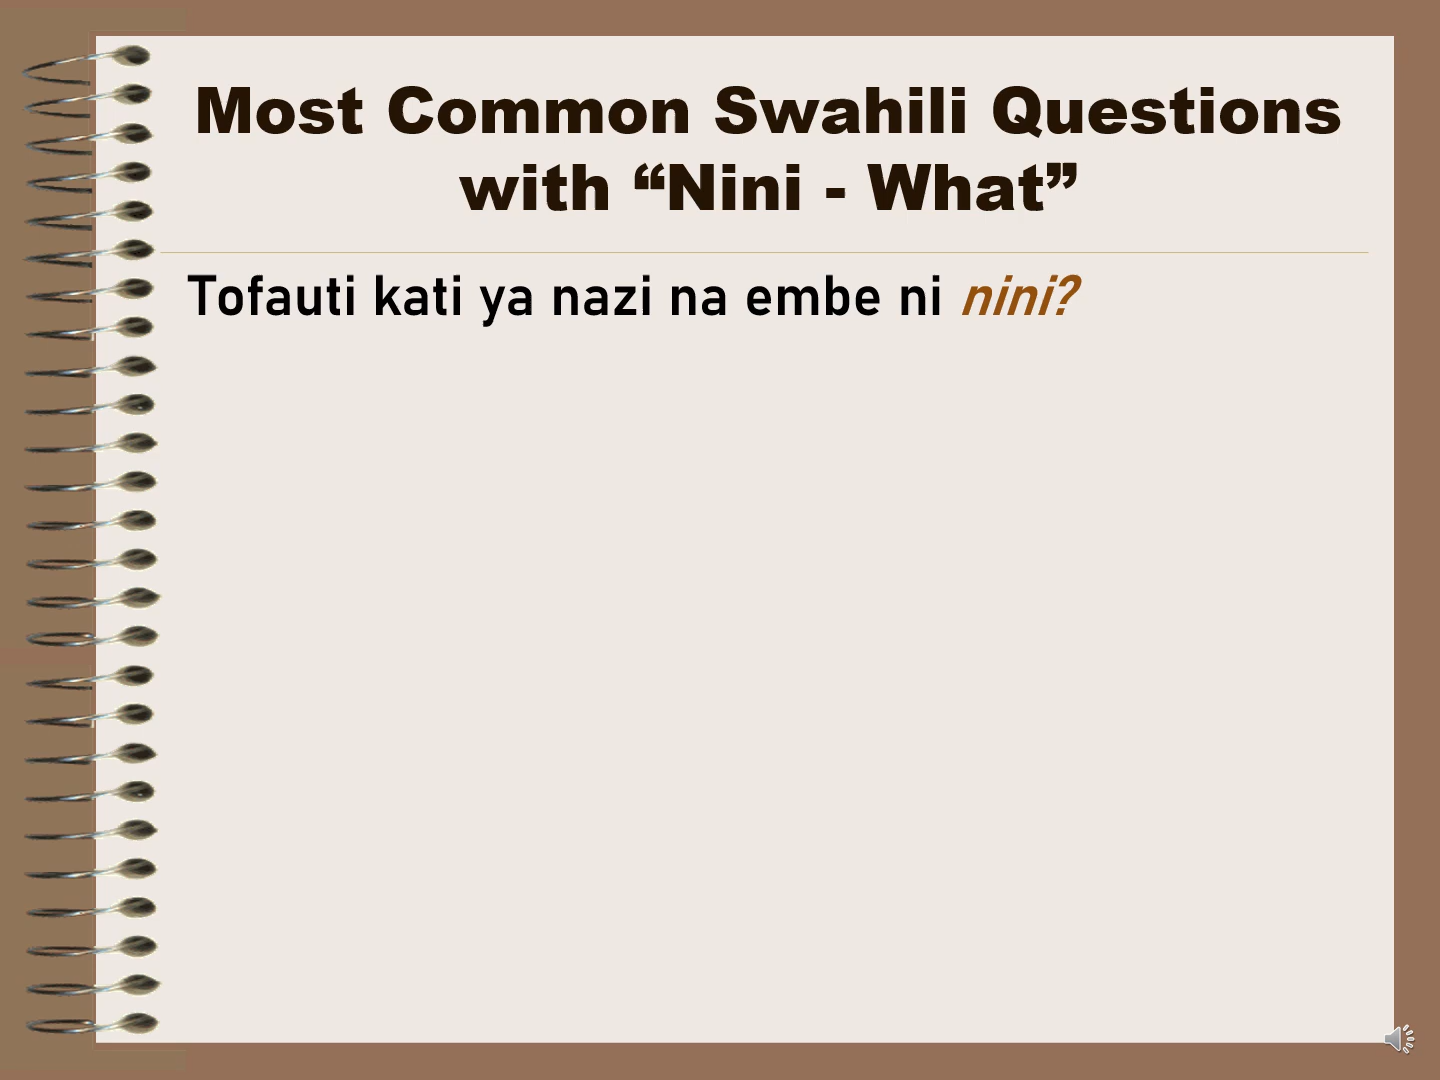 Most Common Swahili Questions
with “Nini - What”
Tofauti kati ya nazi na embe ni nini?